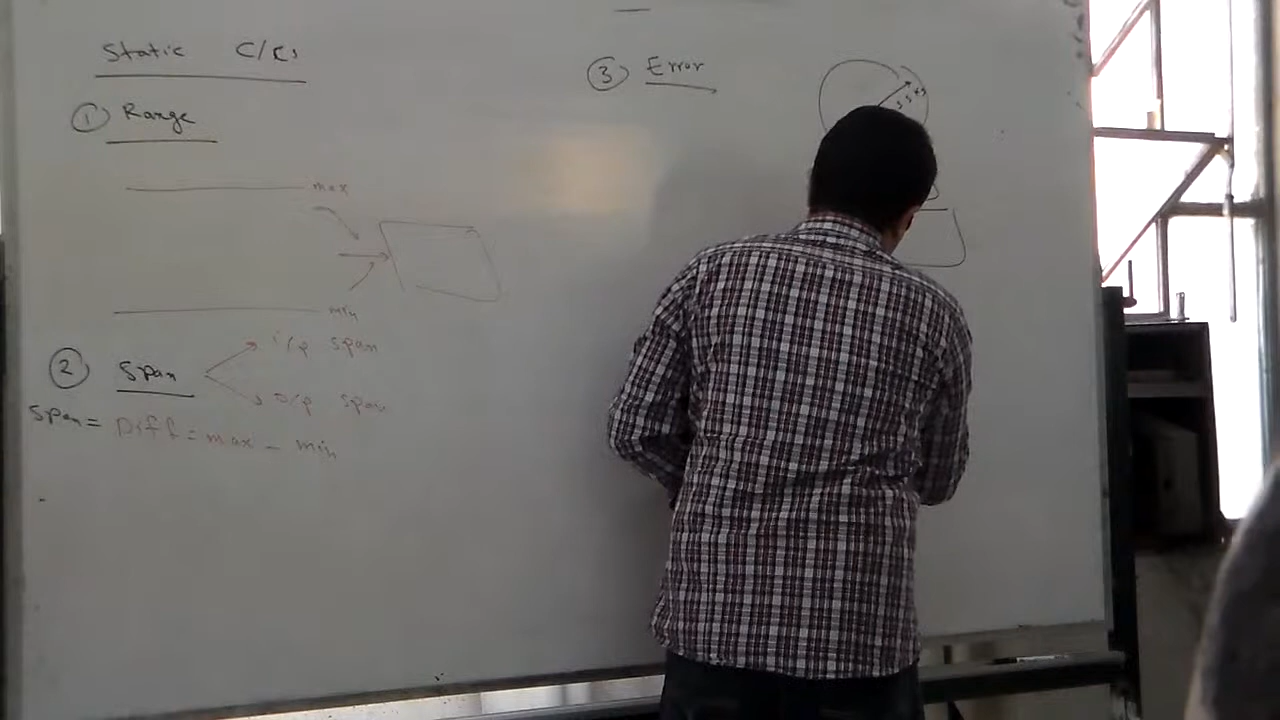 Static C/Cs
① Range
max
min
② Span
i/p span
o/p span
Span = Diff = max - min
③ Error